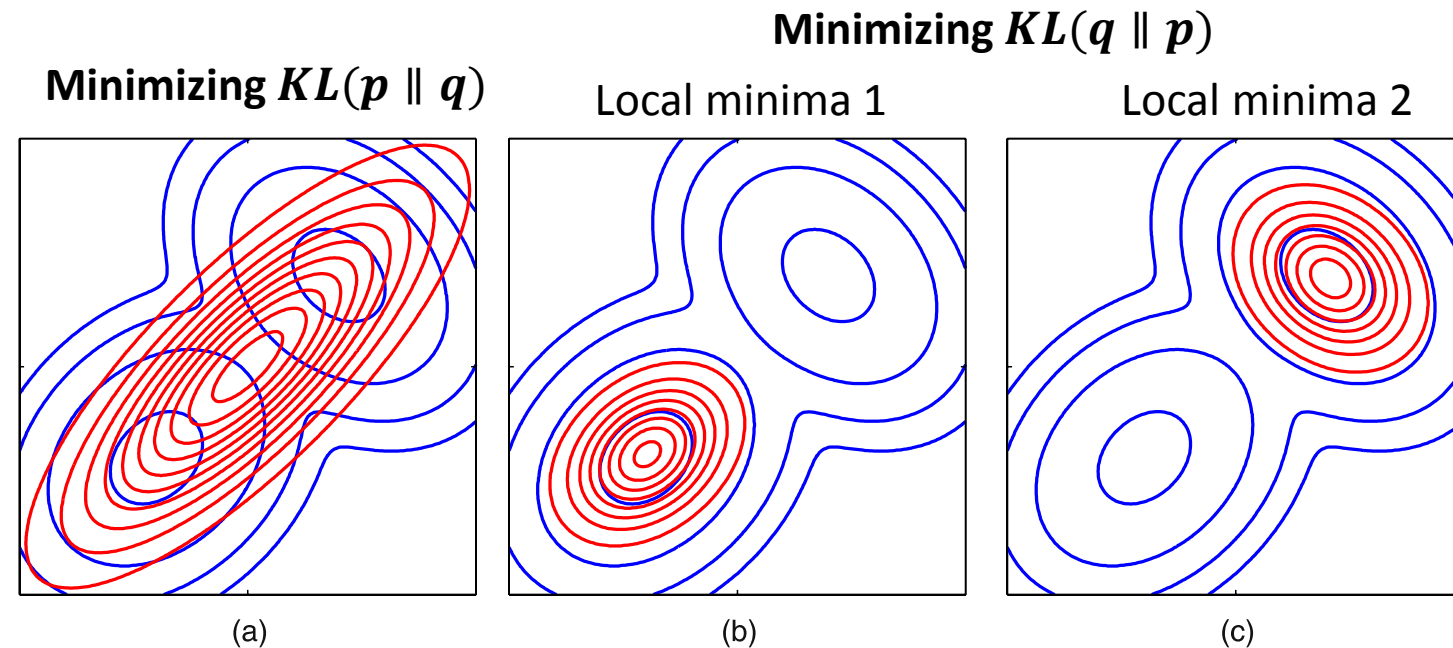 Minimizing KL(q ∥ p)
Minimizing KL(p ∥ q)
Local minima 1
Local minima 2
(a)
(b)
(c)